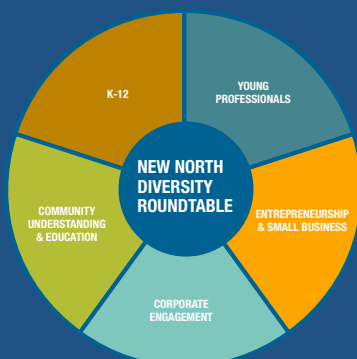 K-12
YOUNG
PROFESSIONALS
NEW NORTH
DIVERSITY
ROUNDTABLE
COMMUNITY
UNDERSTANDING
& EDUCATION
ENTREPRENEURSHIP
& SMALL BUSINESS
CORPORATE
ENGAGEMENT